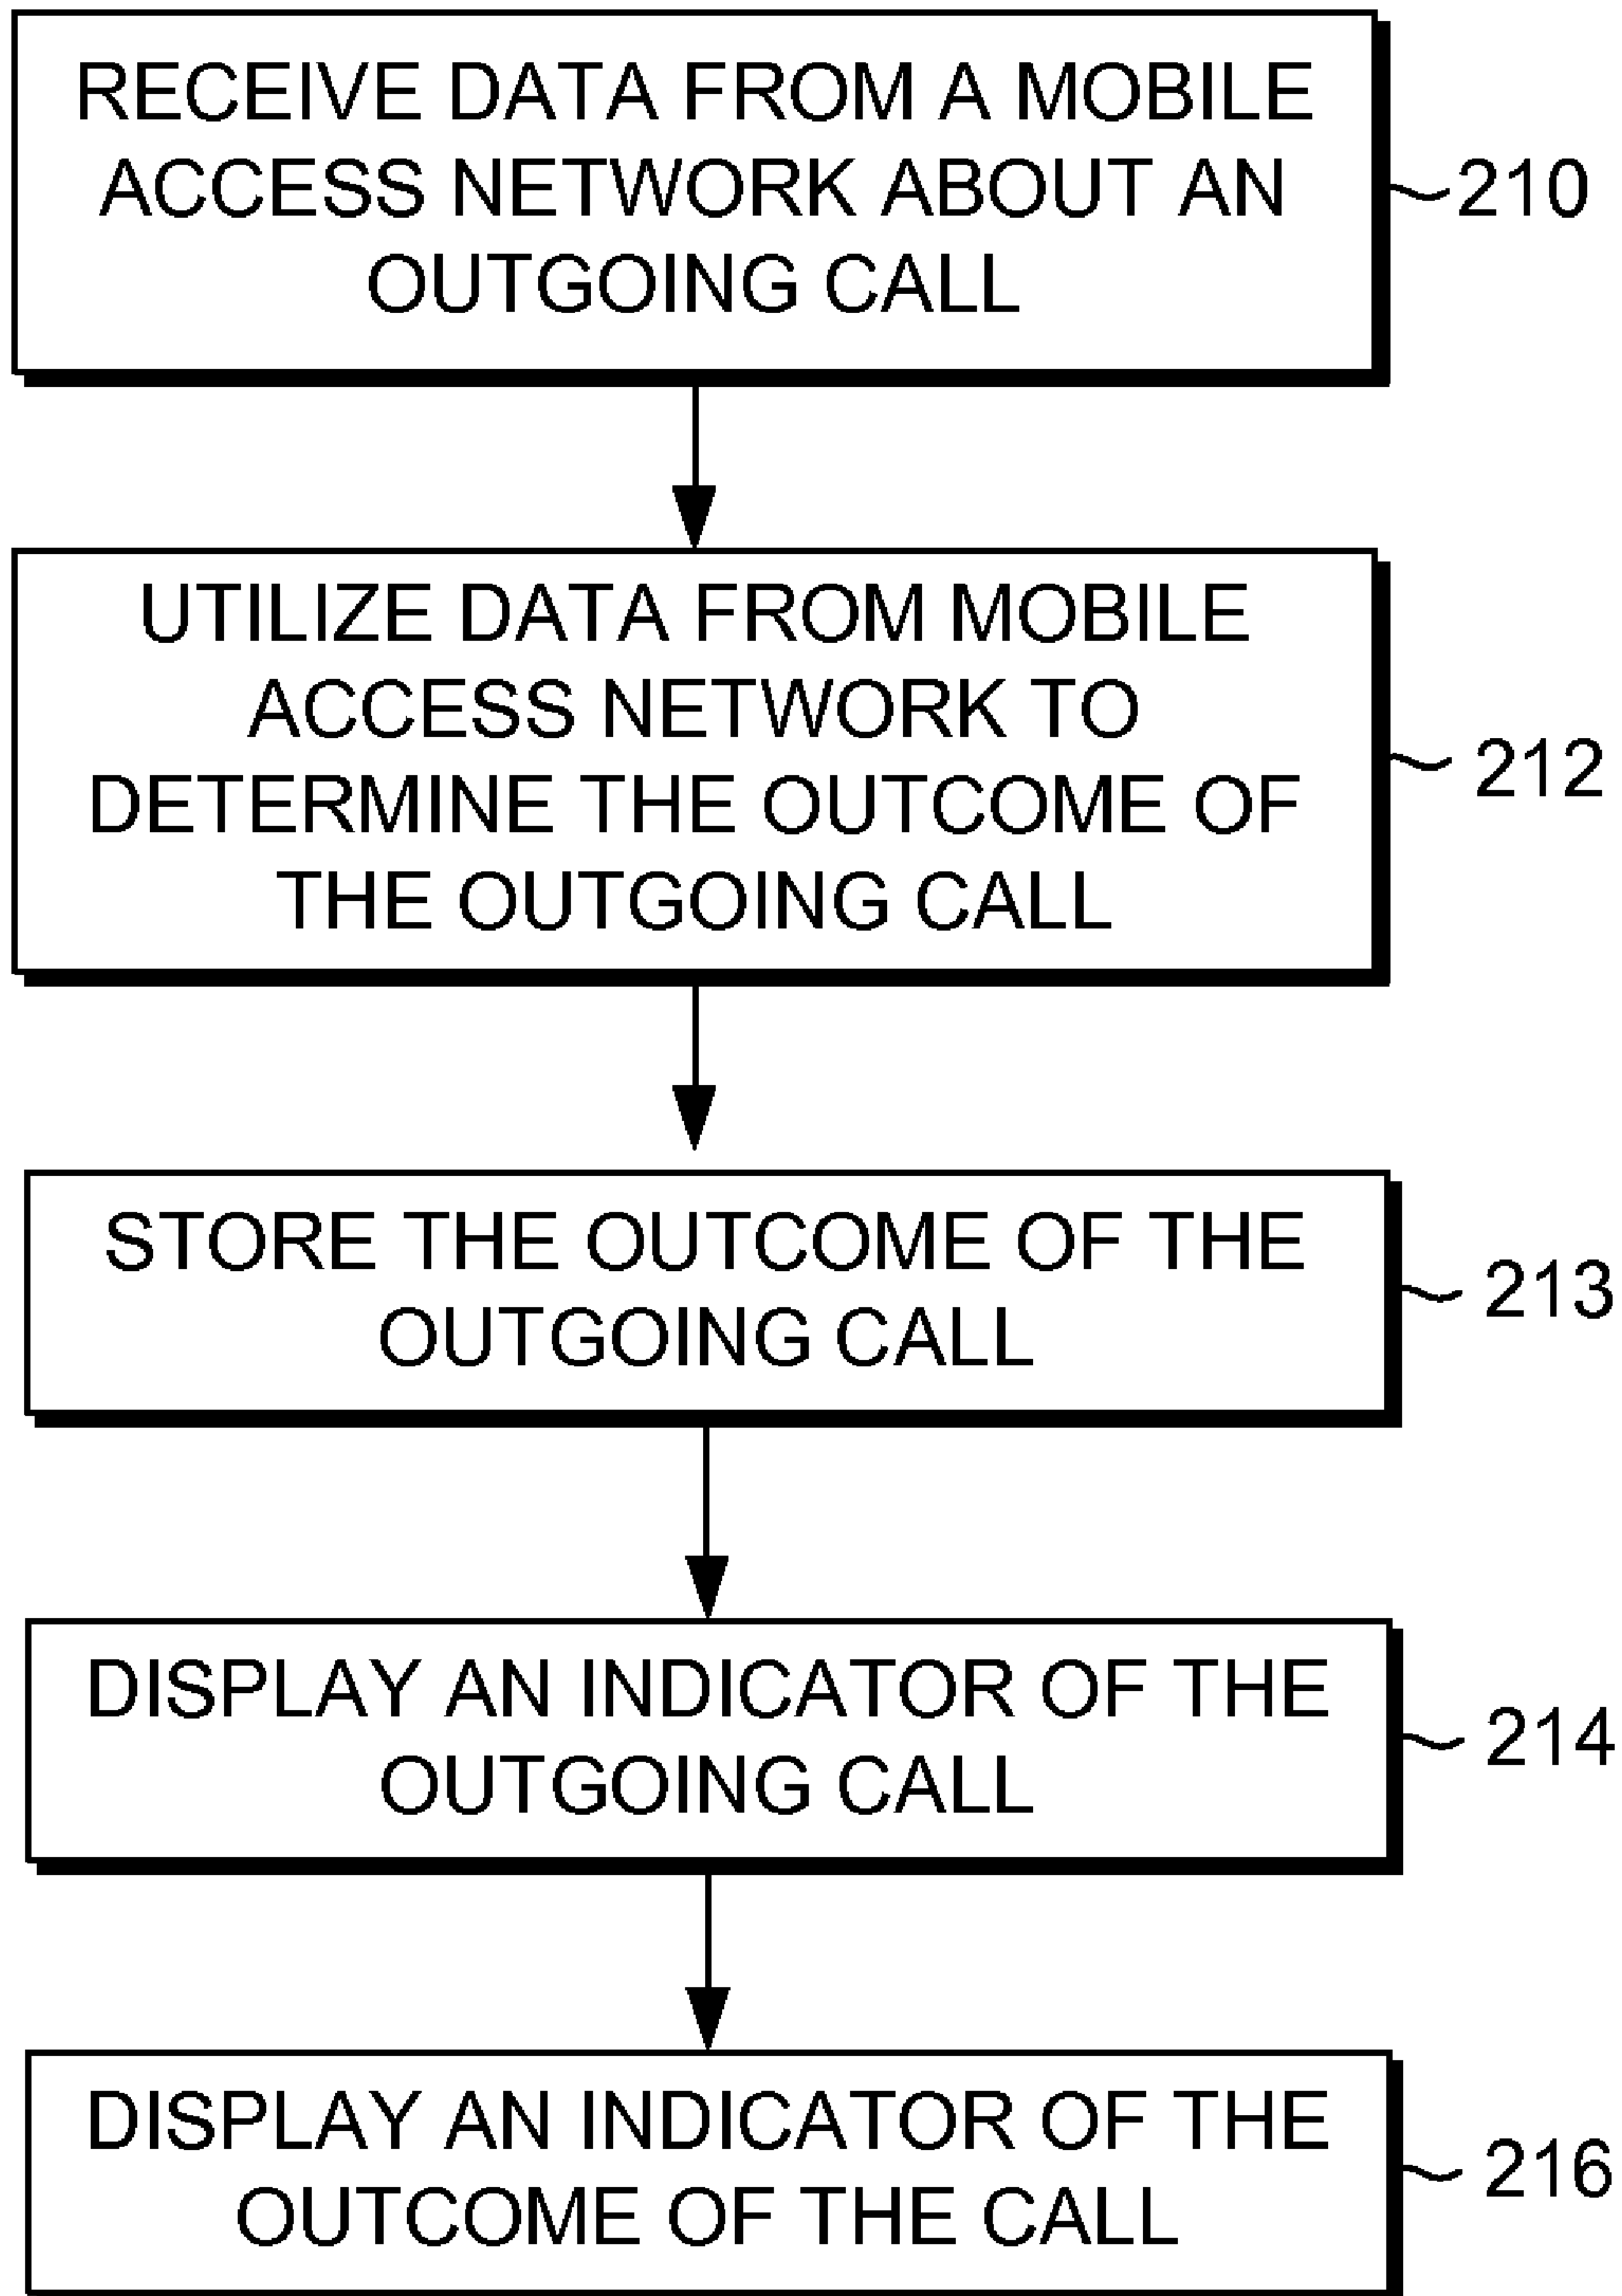 RECEIVE DATA FROM A MOBILE
ACCESS NETWORK ABOUT AN
OUTGOING CALL
210
UTILIZE DATA FROM MOBILE
ACCESS NETWORK TO
DETERMINE THE OUTCOME OF
THE OUTGOING CALL
212
STORE THE OUTCOME OF THE
OUTGOING CALL
213
DISPLAY AN INDICATOR OF THE
OUTGOING CALL
214
DISPLAY AN INDICATOR OF THE
OUTCOME OF THE CALL
216